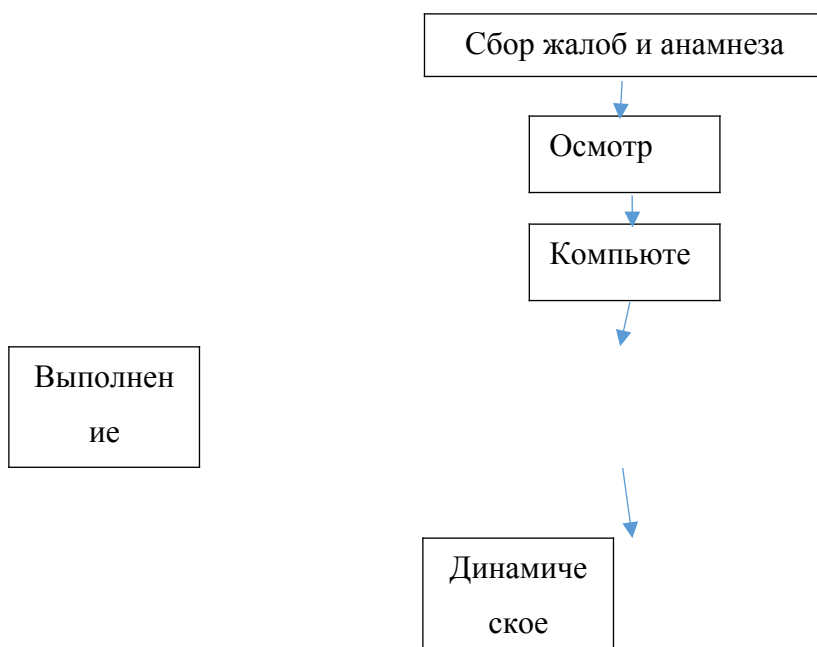 Сбор жалоб и анамнеза
Осмотр
Компьюте
Выполнен
ие
Динамиче
ское